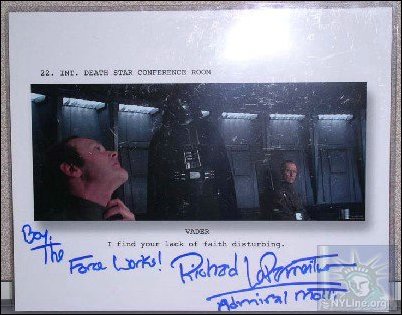 22. INT. DEATH STAR CONFERENCE ROOM
VADER
I find your lack of faith disturbing.
Boy,
The Force Works!
Richard LeParmentier
Admiral Motti
NYLine.org